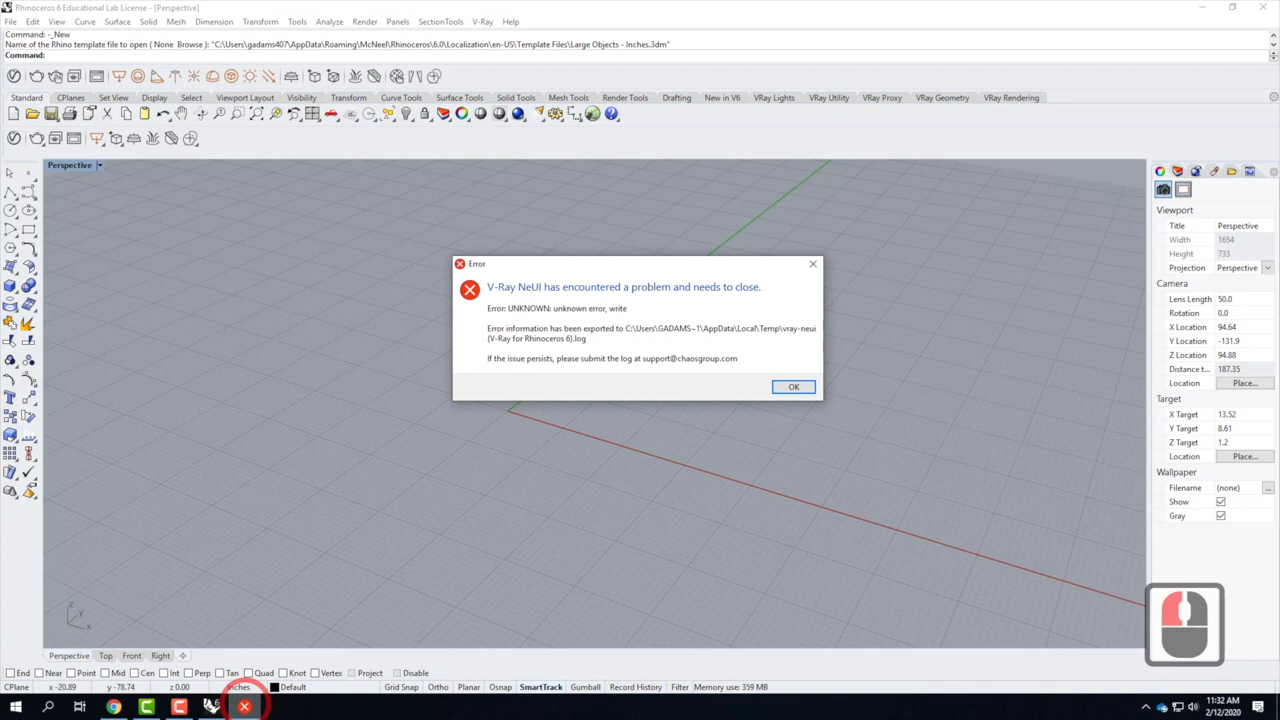 Rhinoceros 6 Educational Lab License - [Perspective]
File Edit View Curve Surface Solid Mesh Dimension Transform Tools Analyze Render Panels SectionTools V-Ray Help
Command: -_New
Name of the Rhino template file to open ( None Browse ): "C:\Users\gadams407\AppData\Roaming\McNeel\Rhinoceros\6.0\Localization\en-US\Template Files\Large Objects - Inches.3dm"
Command:
Standard CPlanes Set View Display Select Viewport Layout Visibility Transform Curve Tools Surface Tools Solid Tools Mesh Tools Render Tools Drafting New in V6 VRay Lights VRay Utility VRay Proxy VRay Geometry VRay Rendering
Perspective
Viewport
Title Perspective
Width 1654
Height 733
Projection Perspective
Camera
Lens Length 50.0
Rotation 0.0
X Location 94.64
Y Location -131.9
Z Location 94.88
Distance t... 187.35
Location Place...
Target
X Target 13.52
Y Target 8.61
Z Target 1.2
Location Place...
Wallpaper
Filename (none) ...
Show
Gray
Error
V-Ray NeUI has encountered a problem and needs to close.
Error: UNKNOWN: unknown error, write
Error information has been exported to C:\Users\GADAMS~1\AppData\Local\Temp\vray-neui
(V-Ray for Rhinoceros 6).log
If the issue persists, please submit the log at support@chaosgroup.com
OK
z
y
x
Perspective Top Front Right
End Near Point Mid Cen Int Perp Tan Quad Knot Vertex Project Disable
CPlane x -20.89 y -78.74 z 0.00 Inches Default Grid Snap Ortho Planar Osnap SmartTrack Gumball Record History Filter Memory use: 359 MB
11:32 AM
2/12/2020